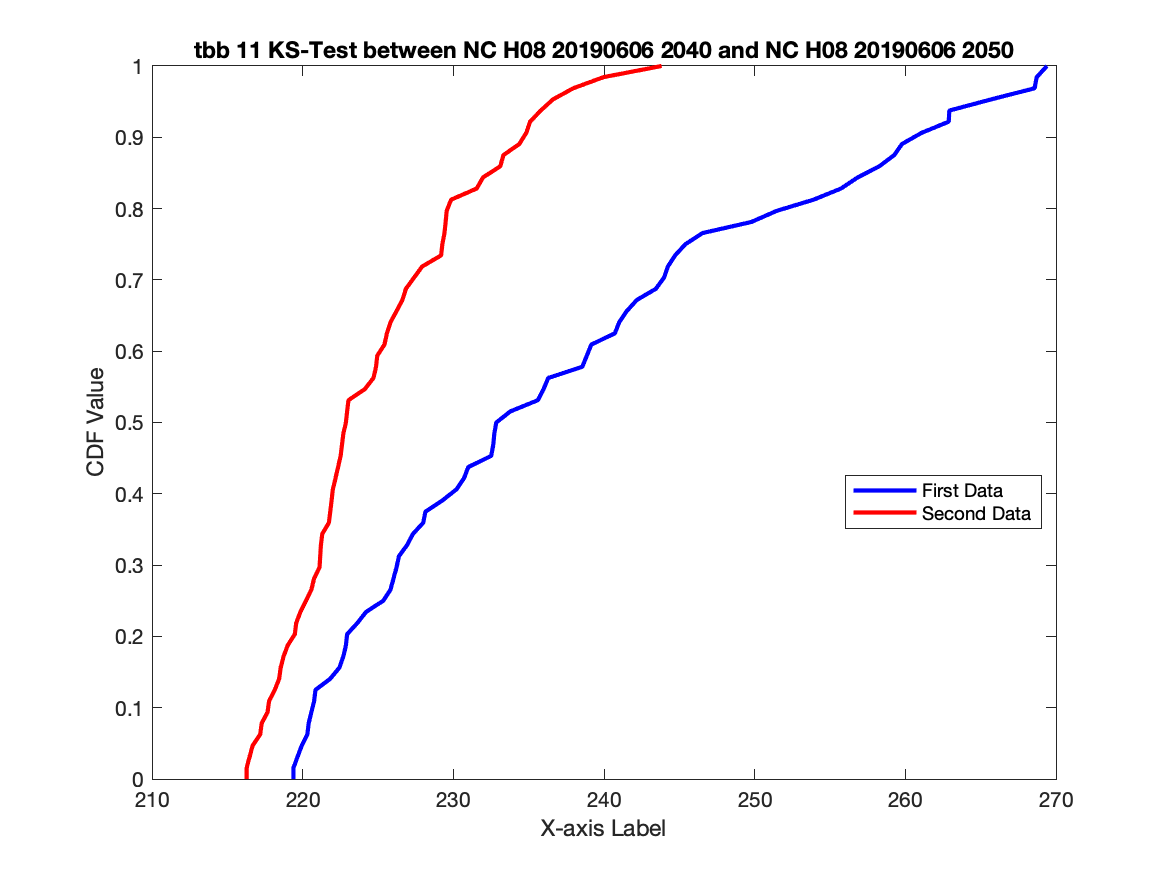 tbb 11 KS-Test between NC H08 20190606 2040 and NC H08 20190606 2050
1
0.9
0.8
0.7
0.6
0.5
0.4
0.3
0.2
0.1
0
CDF Value
First Data
Second Data
210 220 230 240 250 260 270
X-axis Label